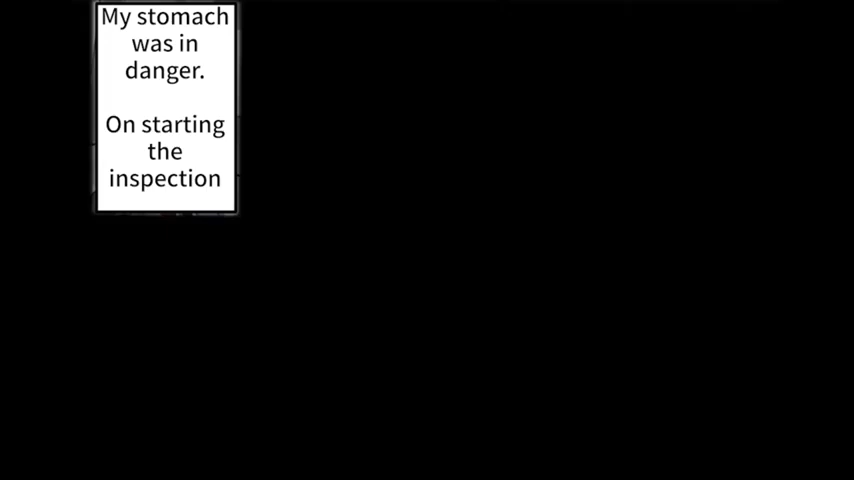 My stomach
was in
danger.
On starting
the
inspection